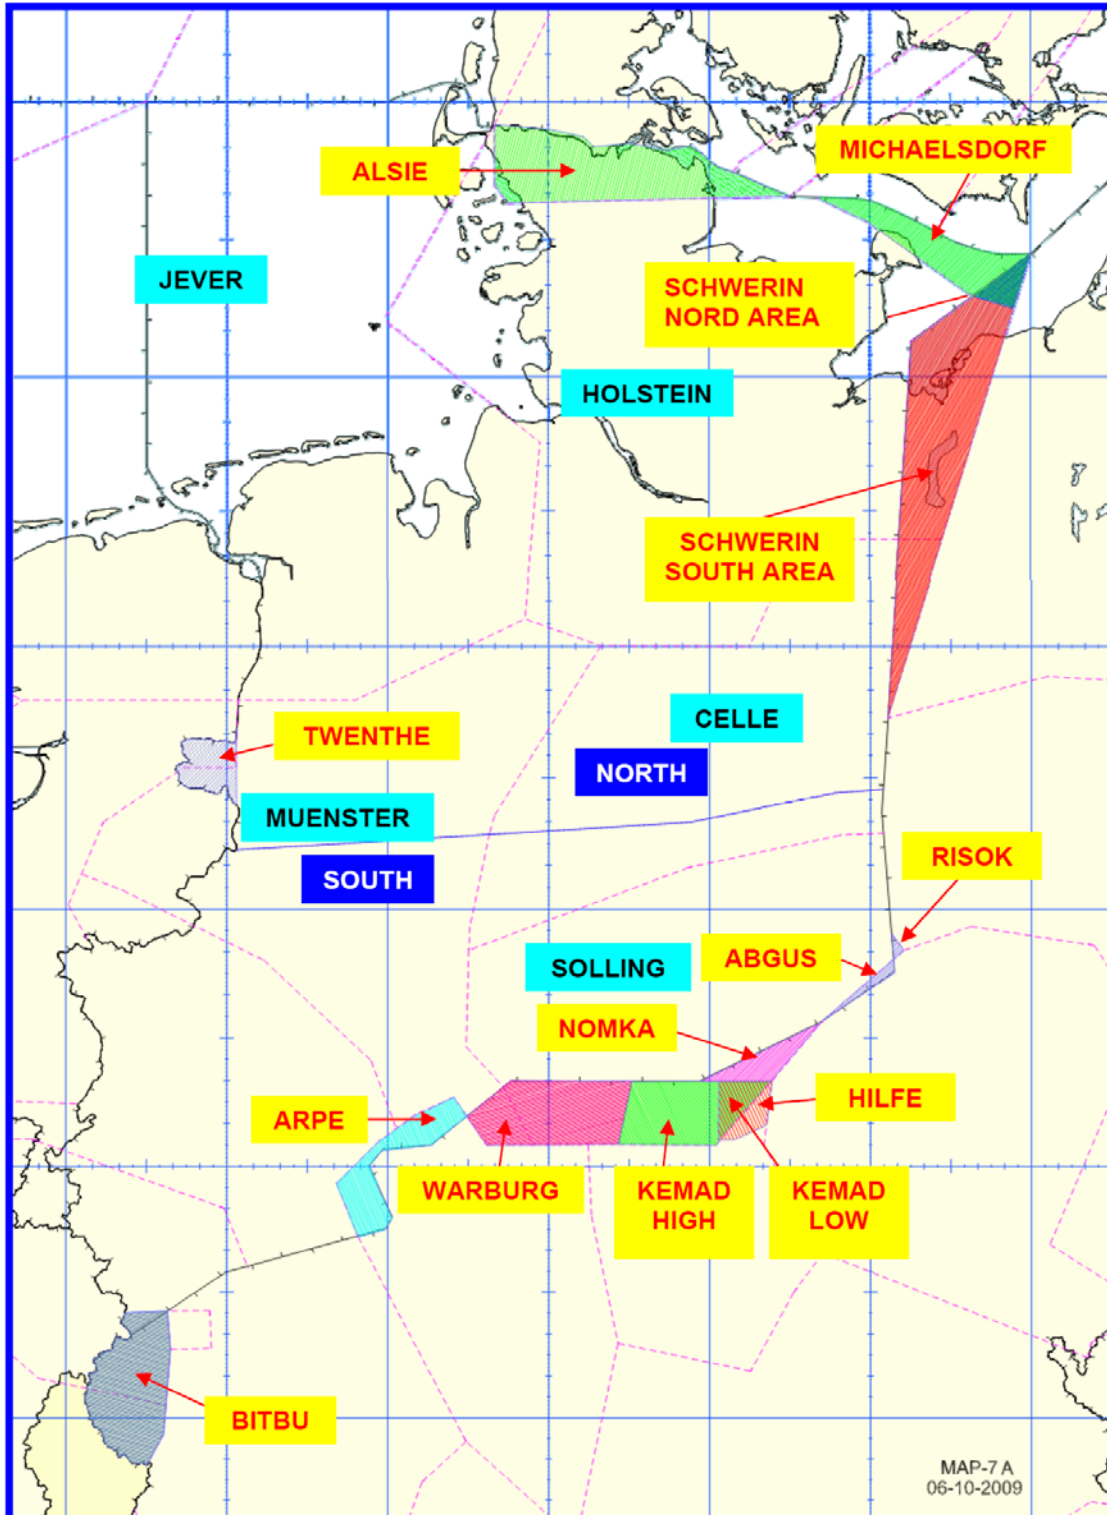 MICHAELSDORF
ALSIE
JEVER
SCHWERIN
NORD AREA
HOLSTEIN
SCHWERIN
SOUTH AREA
CELLE
TWENTHE
NORTH
MUENSTER
RISOK
SOUTH
ABGUS
SOLLING
NOMKA
HILFE
ARPE
WARBURG
KEMAD
HIGH
KEMAD
LOW
BITBU
MAP-7 A
06-10-2009